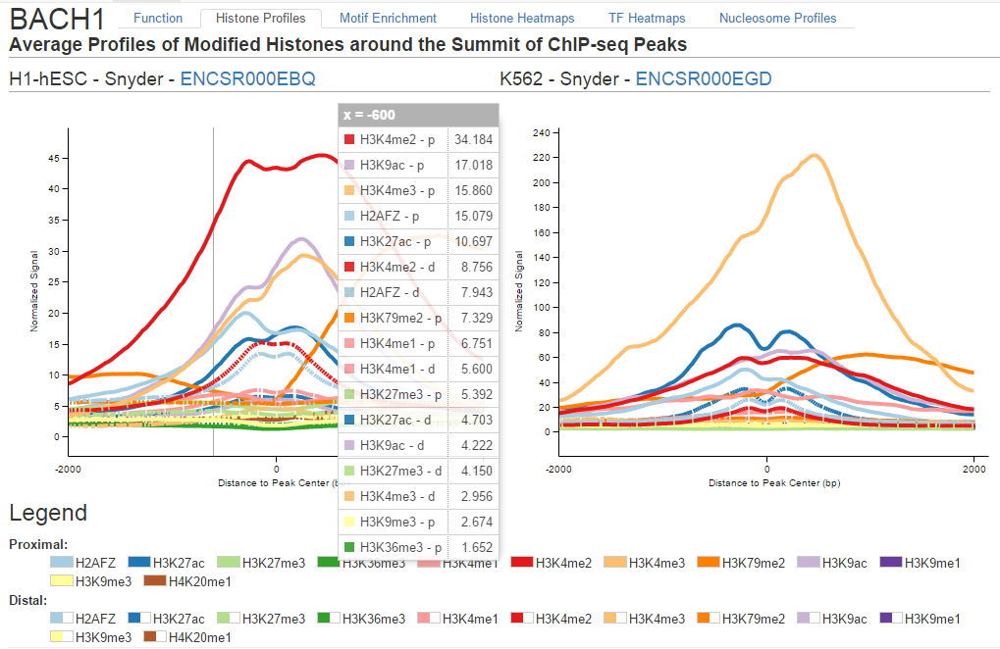 BACH1
Function Histone Profiles Motif Enrichment Histone Heatmaps TF Heatmaps Nucleosome Profiles
Average Profiles of Modified Histones around the Summit of ChIP-seq Peaks
H1-hESC - Snyder - ENCSR000EBQ
K562 - Snyder - ENCSR000EGD
Normalized Signal
45
40
35
30
25
20
15
10
5
0
-2000 0
Distance to Peak Center (bp)
x = -600
H3K4me2 - p 34.184
H3K9ac - p 17.018
H3K4me3 - p 15.860
H2AFZ - p 15.079
H3K27ac - p 10.697
H3K4me2 - d 8.756
H2AFZ - d 7.943
H3K79me2 - p 7.329
H3K4me1 - p 6.751
H3K4me1 - d 5.600
H3K27me3 - p 5.392
H3K27ac - d 4.703
H3K9ac - d 4.222
H3K27me3 - d 4.150
H3K4me3 - d 2.956
H3K9me3 - p 2.674
H3K36me3 - p 1.652
Normalized Signal
240
220
200
180
160
140
120
100
80
60
40
20
0
-2000 0 2000
Distance to Peak Center (bp)
Legend
Proximal:
H2AFZ H3K27ac H3K27me3 H3K36me3 H3K4me1 H3K4me2 H3K4me3 H3K79me2 H3K9ac H3K9me1
H3K9me3 H4K20me1
Distal:
H2AFZ H3K27ac H3K27me3 H3K36me3 H3K4me1 H3K4me2 H3K4me3 H3K79me2 H3K9ac H3K9me1
H3K9me3 H4K20me1